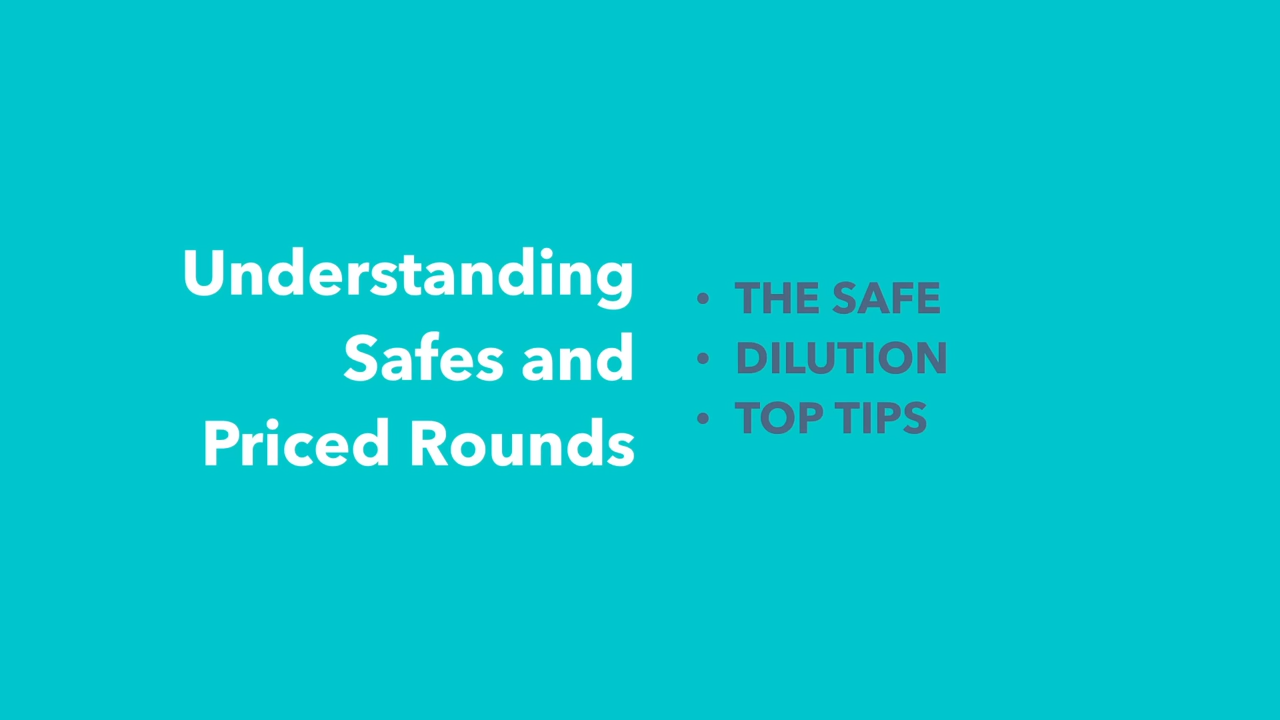 Understanding
Safes and
Priced Rounds
• THE SAFE
• DILUTION
• TOP TIPS